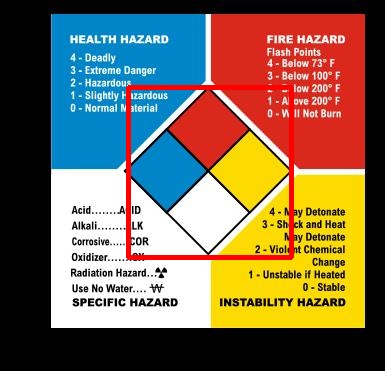 HEALTH HAZARD
4 - Deadly
3 - Extreme Danger
2 - Hazardous
1 - Slightly Hazardous
0 - Normal Material
FIRE HAZARD
Flash Points
4 - Below 73° F
3 - Below 100° F
2 - Below 200° F
1 - Above 200° F
0 - Will Not Burn
Acid........ACID
Alkali........ALK
Corrosive.....COR
Oxidizer......OXY
Radiation Hazard...☢
Use No Water.... W̶
SPECIFIC HAZARD
4 - May Detonate
3 - Shock and Heat
May Detonate
2 - Violent Chemical
Change
1 - Unstable if Heated
0 - Stable
INSTABILITY HAZARD